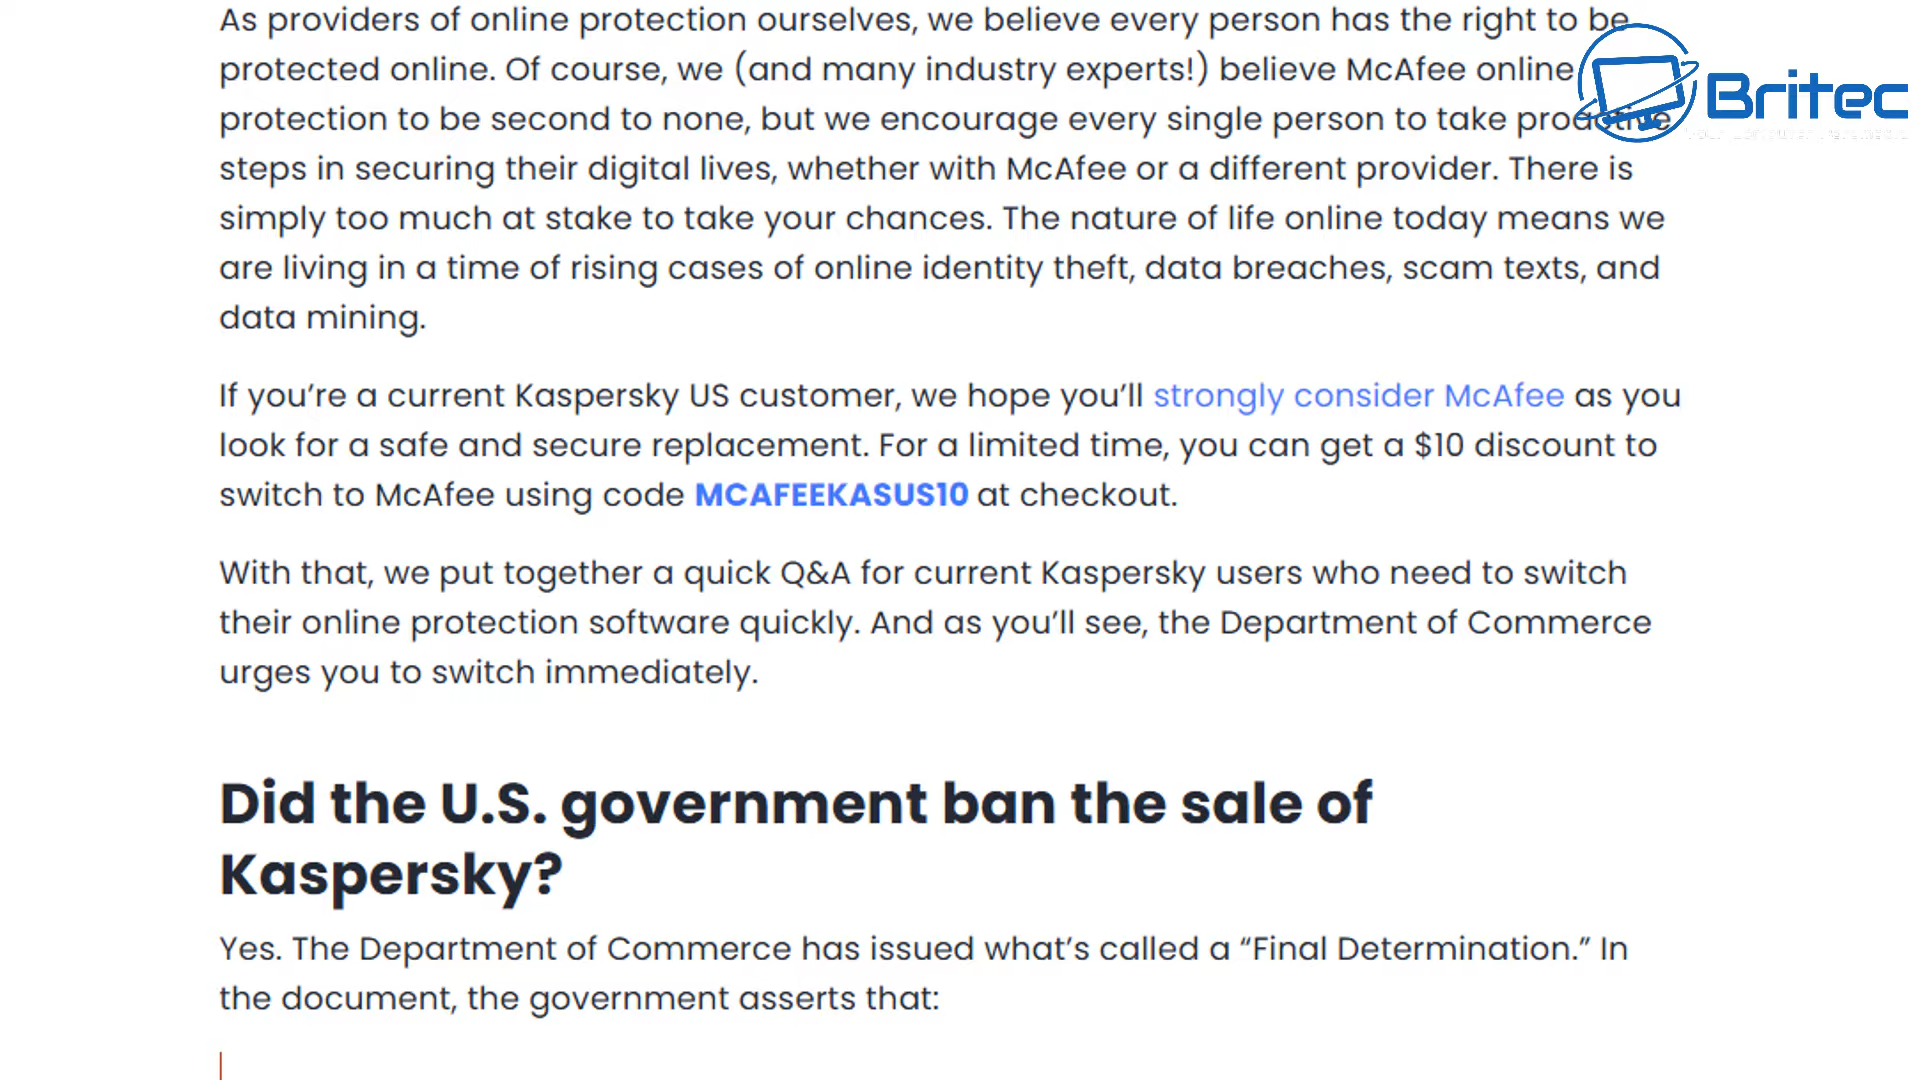 As providers of online protection ourselves, we believe every person has the right to be
protected online. Of course, we (and many industry experts!) believe McAfee online
protection to be second to none, but we encourage every single person to take
steps in securing their digital lives, whether with McAfee or a different provider. There is
simply too much at stake to take your chances. The nature of life online today means we
are living in a time of rising cases of online identity theft, data breaches, scam texts, and
data mining.
If you’re a current Kaspersky US customer, we hope you’ll strongly consider McAfee as you
look for a safe and secure replacement. For a limited time, you can get a $10 discount to
switch to McAfee using code MCAFEEKASUS10 at checkout.
With that, we put together a quick Q&A for current Kaspersky users who need to switch
their online protection software quickly. And as you’ll see, the Department of Commerce
urges you to switch immediately.
Did the U.S. government ban the sale of
Kaspersky?
Yes. The Department of Commerce has issued what’s called a “Final Determination.” In
the document, the government asserts that:
Britec